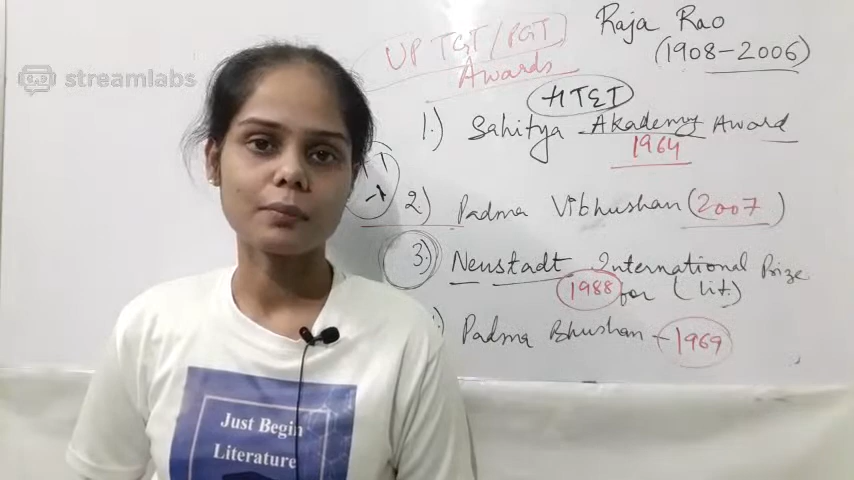 streamlabs
UP TGT/PGT
Awards
Raja Rao
(1908-2006)
HTET
1.) Sahitya Akademy Award
1964
2.) Padma Vibhushan (2007)
3.) Neustadt International Prize
1988 for (lit.)
) Padma Bhushan - 1969
Just Begin
Literature